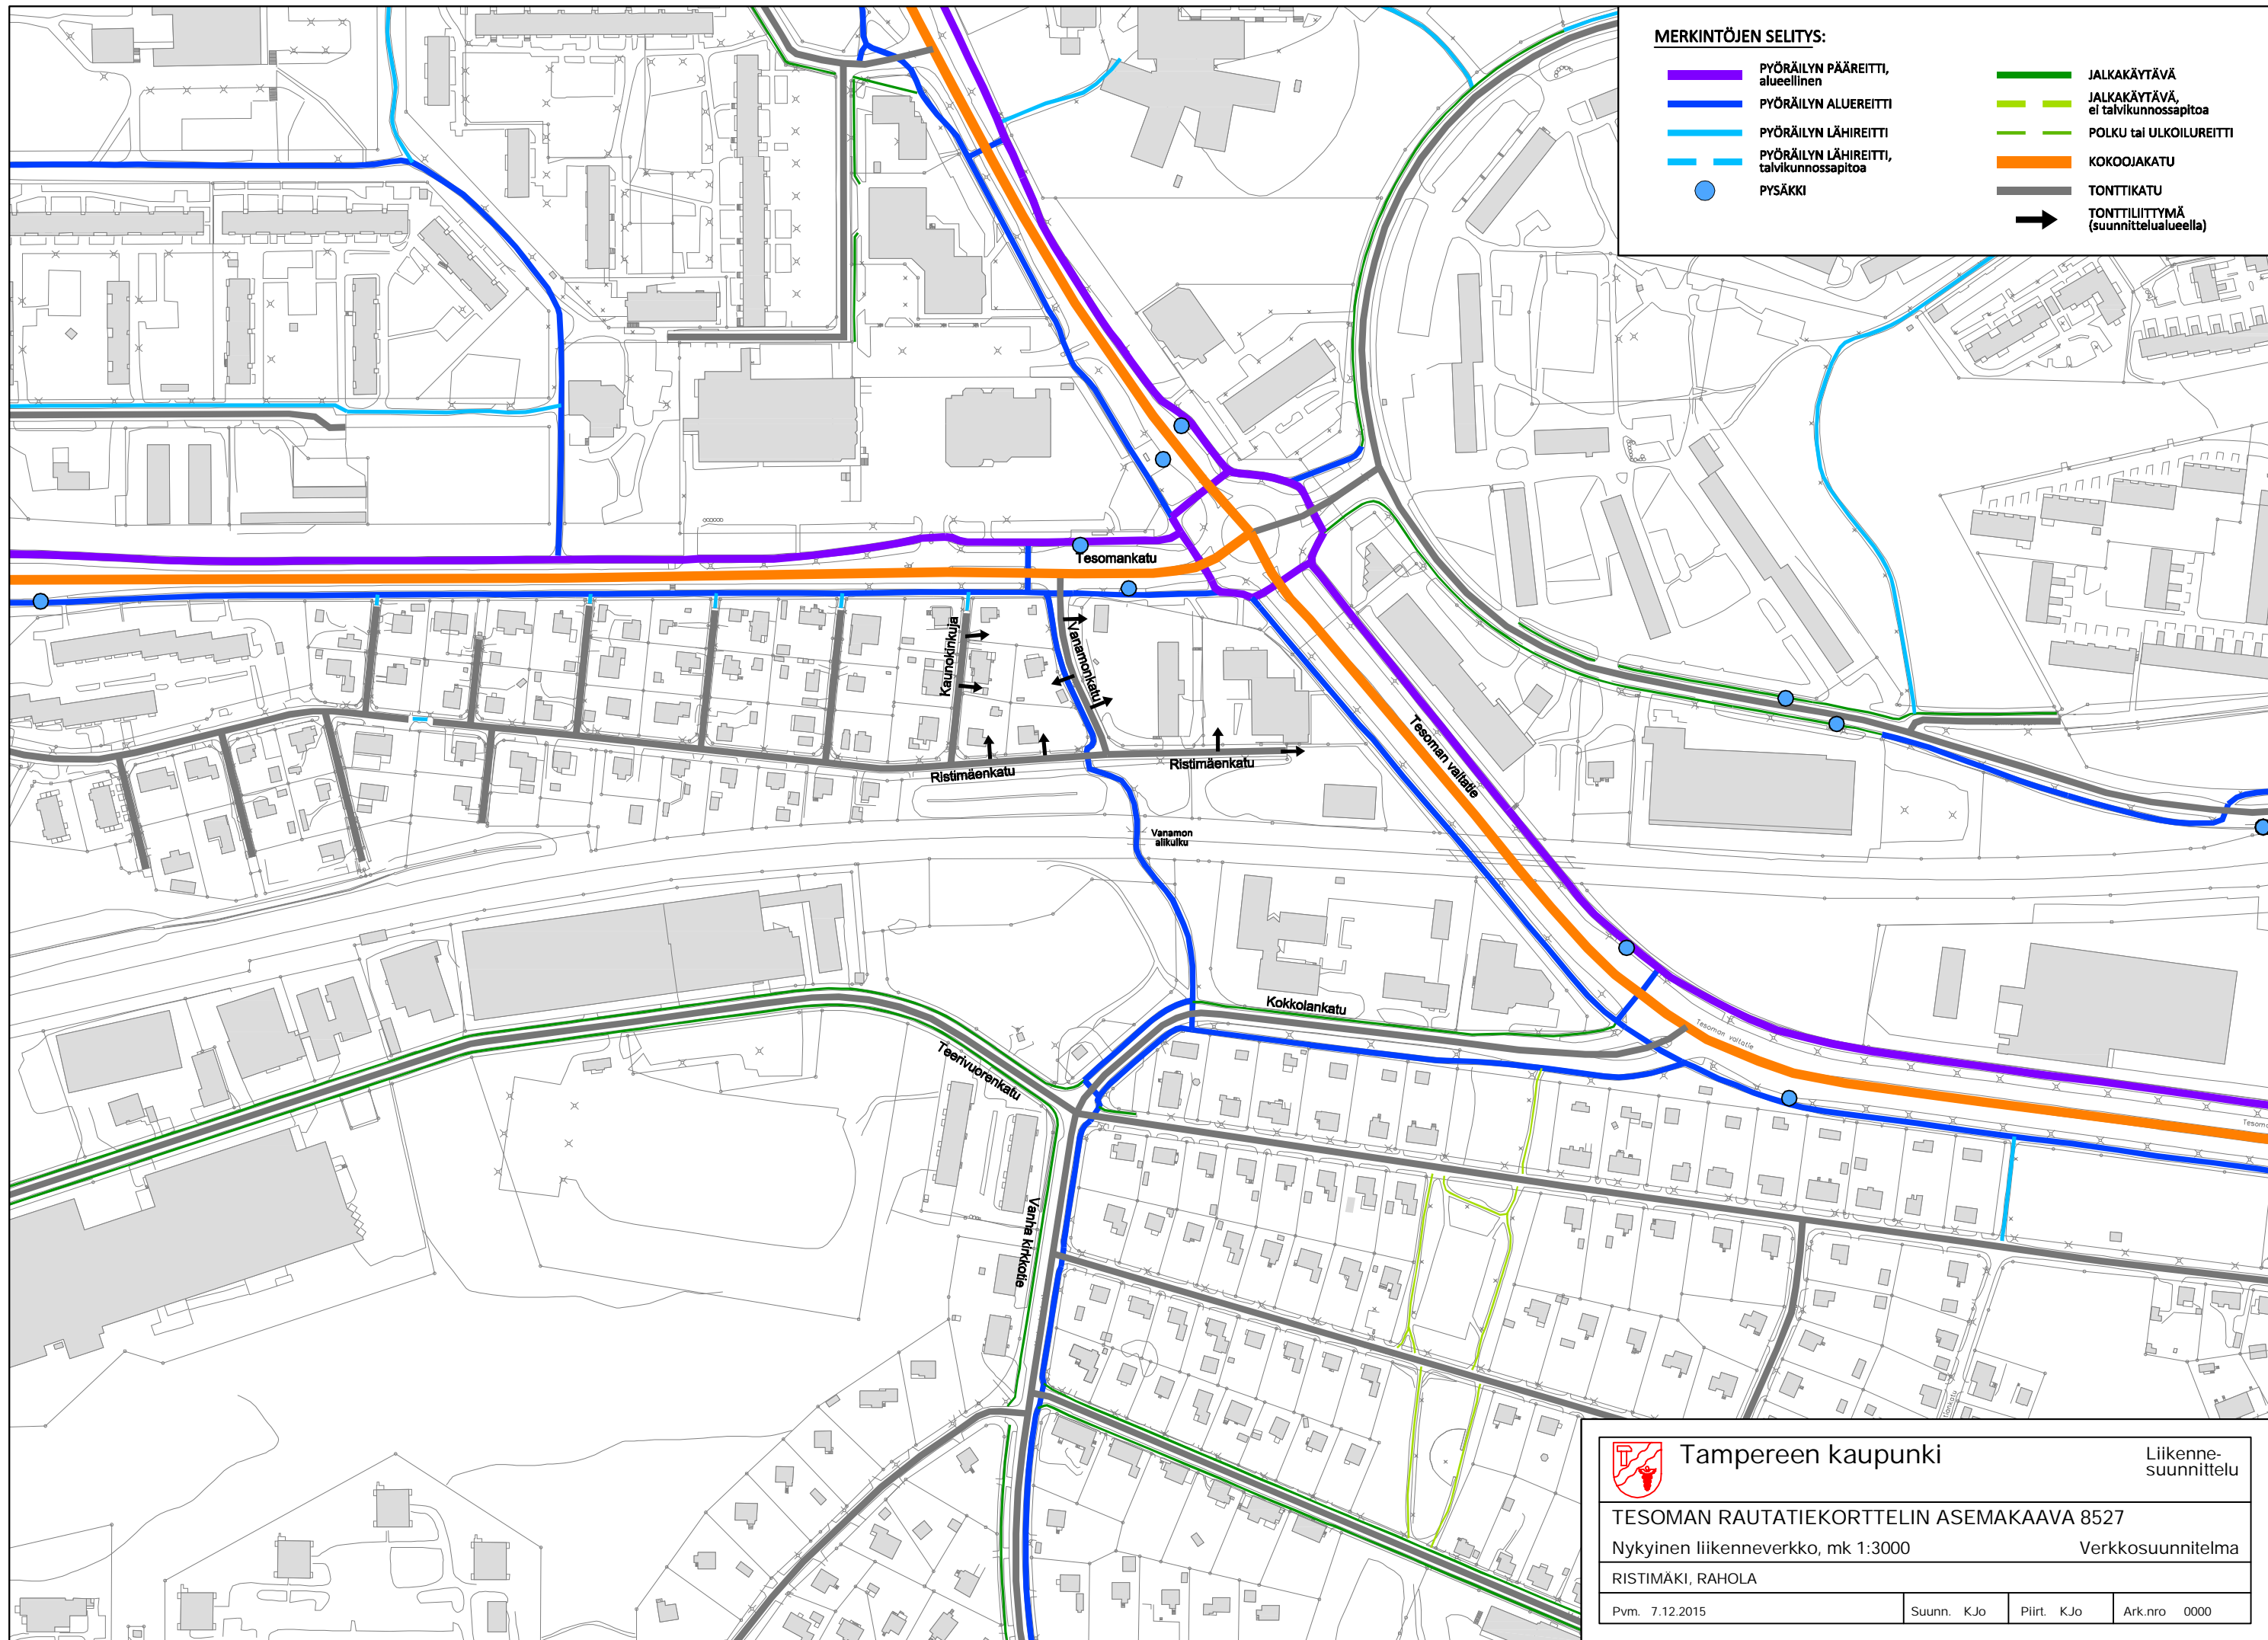 MERKINTÖJEN SELITYS:
PYÖRÄILYN PÄÄREITTI,
alueellinen
PYÖRÄILYN ALUEREITTI
PYÖRÄILYN LÄHIREITTI
PYÖRÄILYN LÄHIREITTI,
talvikunnossapitoa
PYSÄKKI
JALKAKÄYTÄVÄ
JALKAKÄYTÄVÄ,
ei talvikunnossapitoa
POLKU tai ULKOILUREITTI
KOKOOJAKATU
TONTTIKATU
TONTTILIITTYMÄ
(suunnittelualueella)
Tesomankatu
Kaunokinkuja
Vanamonkatu
Ristimäenkatu
Ristimäenkatu
Tesoman valtatie
Vanamon
alikulku
Kokkolankatu
Tesoman valtatie
Teerivuorenkatu
Vanha kirkkotie
Tampereen kaupunki
Liikenne-
suunnittelu
TESOMAN RAUTATIEKORTTELIN ASEMAKAAVA 8527
Nykyinen liikenneverkko, mk 1:3000
Verkkosuunnitelma
RISTIMÄKI, RAHOLA
Pvm. 7.12.2015
Suunn. KJo
Piirt. KJo
Ark.nro 0000